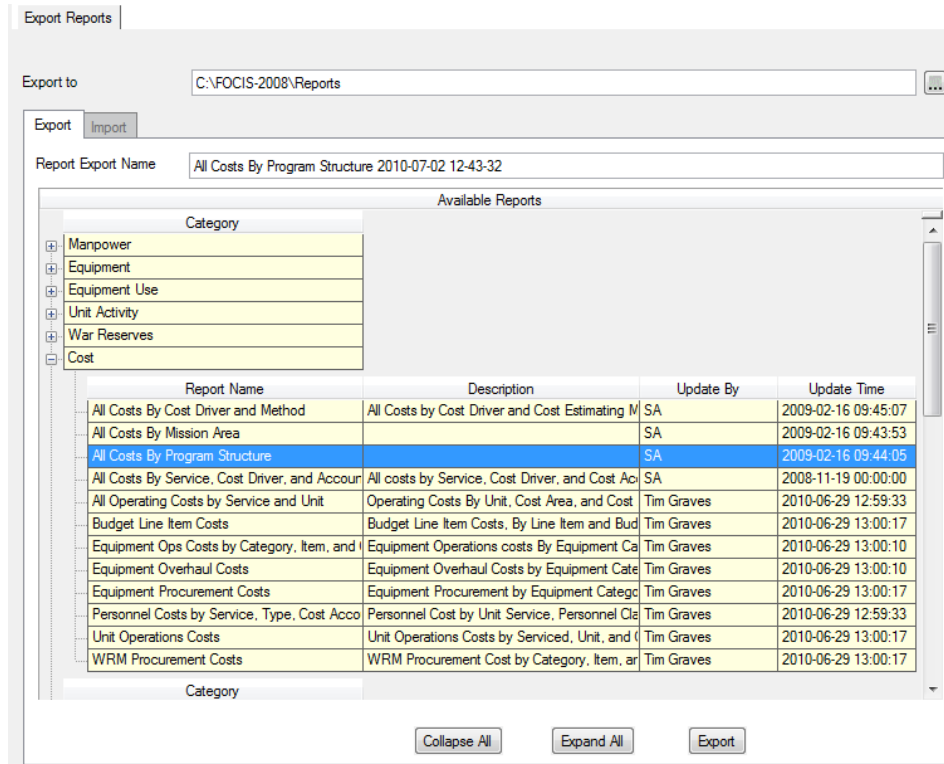 Export Reports
Export to C:\FOCIS-2008\Reports ...
Export Import
Report Export Name All Costs By Program Structure 2010-07-02 12-43-32
Available Reports
Category
Manpower
Equipment
Equipment Use
Unit Activity
War Reserves
Cost
Report Name Description Update By Update Time
All Costs By Cost Driver and Method All Costs by Cost Driver and Cost Estimating M SA 2009-02-16 09:45:07
All Costs By Mission Area SA 2009-02-16 09:43:53
All Costs By Program Structure SA 2009-02-16 09:44:05
All Costs By Service, Cost Driver, and Accour All costs by Service, Cost Driver, and Cost Ac SA 2008-11-19 00:00:00
All Operating Costs by Service and Unit Operating Costs By Unit, Cost Area, and Cost Tim Graves 2010-06-29 12:59:33
Budget Line Item Costs Budget Line Item Costs, By Line Item and Bud Tim Graves 2010-06-29 13:00:17
Equipment Ops Costs by Category, Item, and Equipment Operations costs By Equipment Ca Tim Graves 2010-06-29 13:00:10
Equipment Overhaul Costs Equipment Overhaul Costs by Equipment Cate Tim Graves 2010-06-29 13:00:10
Equipment Procurement Costs Equipment Procurement by Equipment Catego Tim Graves 2010-06-29 13:00:17
Personnel Costs by Service, Type, Cost Acco Personnel Cost by Unit Service, Personnel Cla Tim Graves 2010-06-29 12:59:33
Unit Operations Costs Unit Operations Costs by Serviced, Unit, and Tim Graves 2010-06-29 13:00:17
WRM Procurement Costs WRM Procurement Cost by Category, Item, ar Tim Graves 2010-06-29 13:00:17
Category
Collapse All Expand All Export